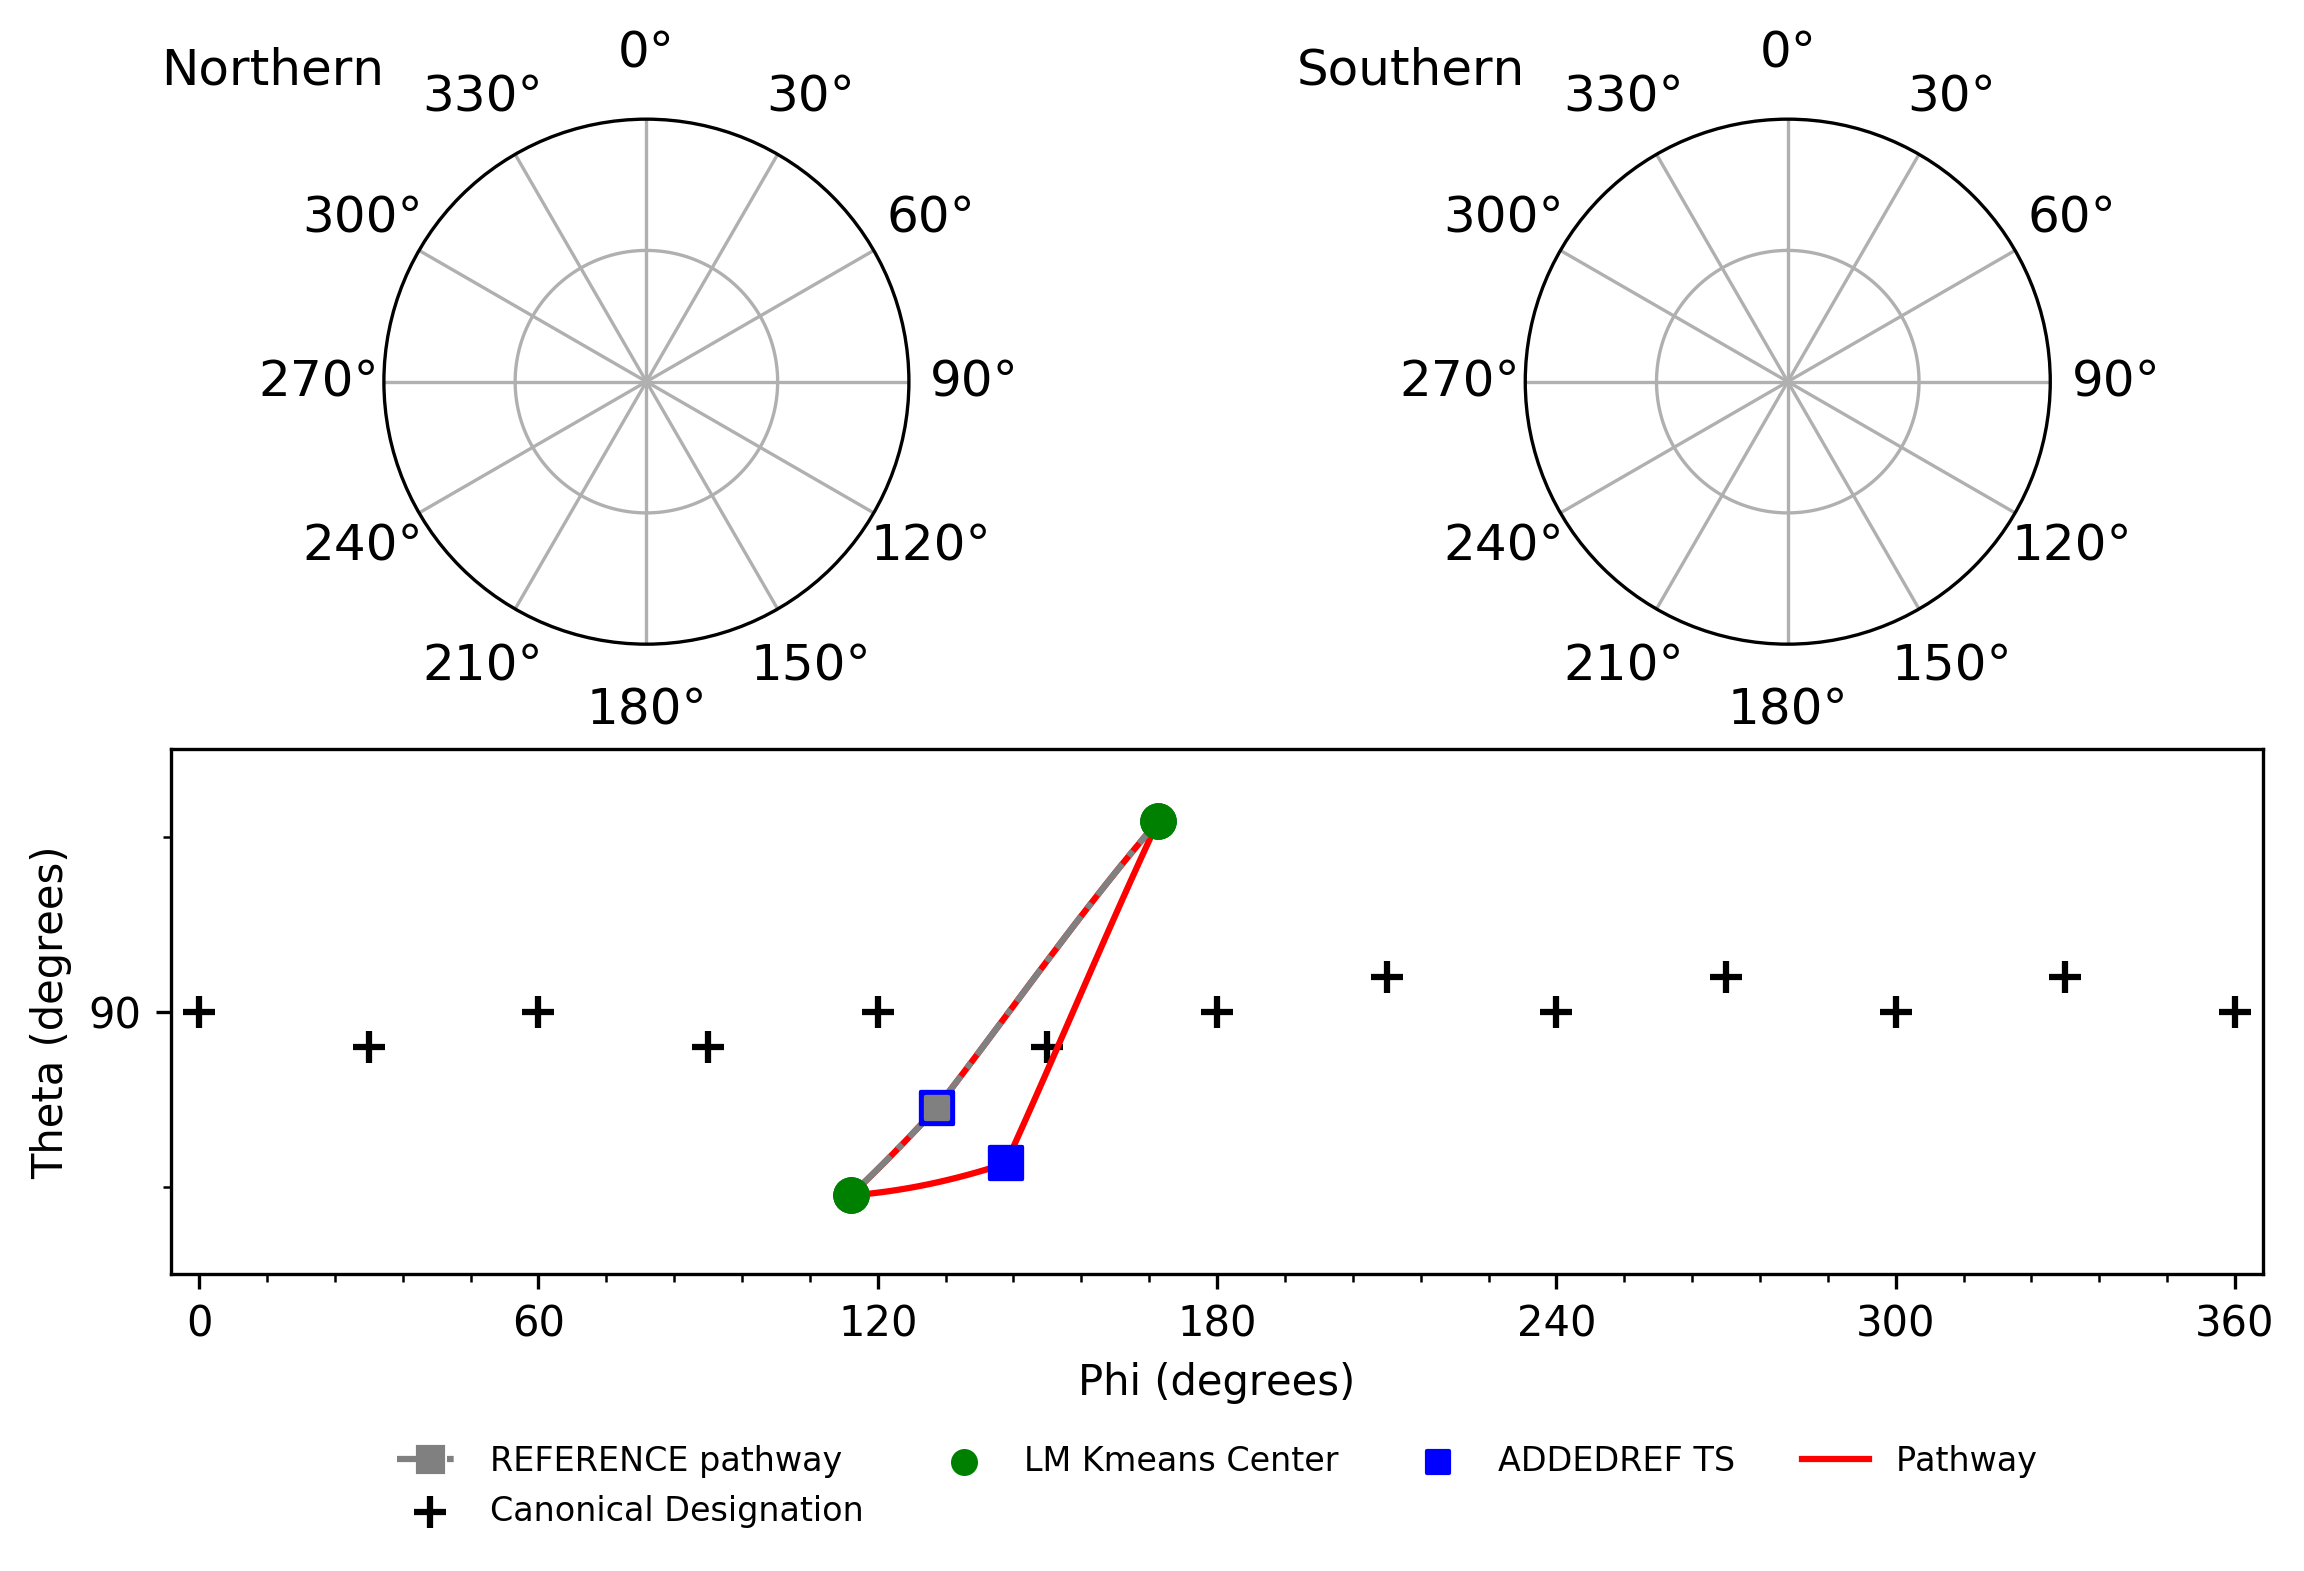 Northern
0°
330°
30°
300°
60°
270°
90°
240°
120°
210°
150°
180°
Southern
0°
330°
30°
300°
60°
270°
90°
240°
120°
210°
150°
180°
Theta (degrees)
90
0 60 120 180 240 300 360
Phi (degrees)
REFERENCE pathway
Canonical Designation
LM Kmeans Center
ADDEDREF TS
Pathway